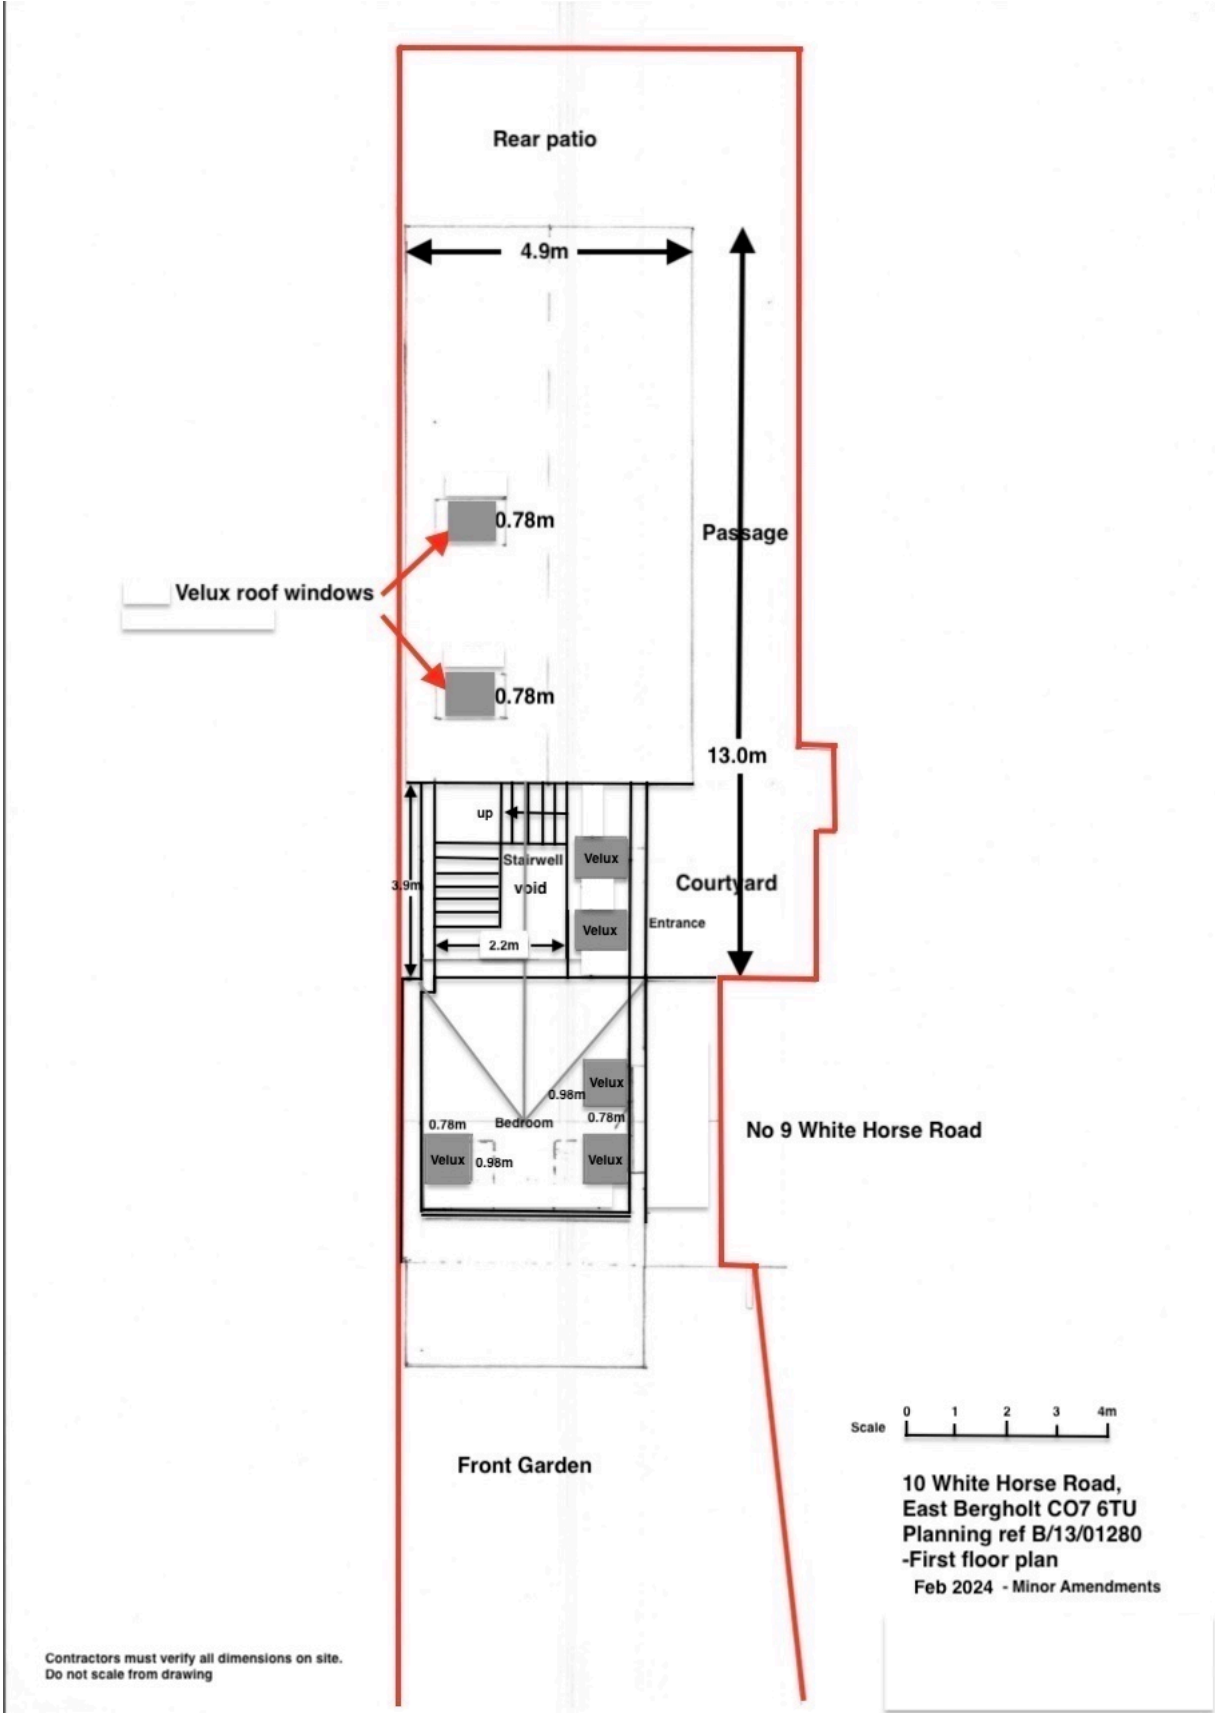 Rear patio
4.9m
0.78m
Passage
Velux roof windows
0.78m
13.0m
up
Stairwell
void
Velux
3.9m
Courtyard
Velux
Entrance
2.2m
Velux
0.98m
Bedroom
0.78m
0.78m
Velux
0.98m
Velux
No 9 White Horse Road
0 1 2 3 4m
Scale
Front Garden
10 White Horse Road,
East Bergholt CO7 6TU
Planning ref B/13/01280
-First floor plan
Feb 2024 - Minor Amendments
Contractors must verify all dimensions on site.
Do not scale from drawing